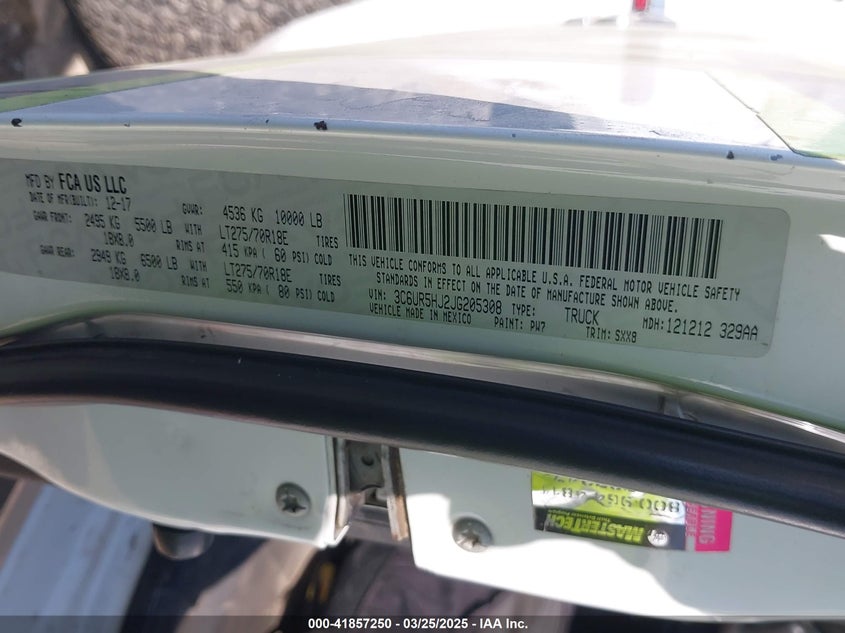 MFD BY FCA US LLC
DATE OF MFR(BUILT): 12-17 GVWR: 4536 KG 10000 LB
GAWR FRONT: 2495 KG 5500 LB WITH LT275/70R18E TIRES
18X8.0 RIMS AT 415 KPA ( 60 PSI) COLD
GAWR REAR: 2948 KG 6500 LB WITH LT275/70R18E TIRES
18X8.0 RIMS AT 550 KPA ( 80 PSI) COLD
THIS VEHICLE CONFORMS TO ALL APPLICABLE U.S.A. FEDERAL MOTOR VEHICLE SAFETY
STANDARDS IN EFFECT ON THE DATE OF MANUFACTURE SHOWN ABOVE.
VIN: 3C6UR5HJ2JG205308 TYPE: TRUCK MDH:121212 329AA
VEHICLE MADE IN MEXICO PAINT: PW7 TRIM: SXX8
MASTERTECH
000-41857250 — 03/25/2025 — IAA Inc.